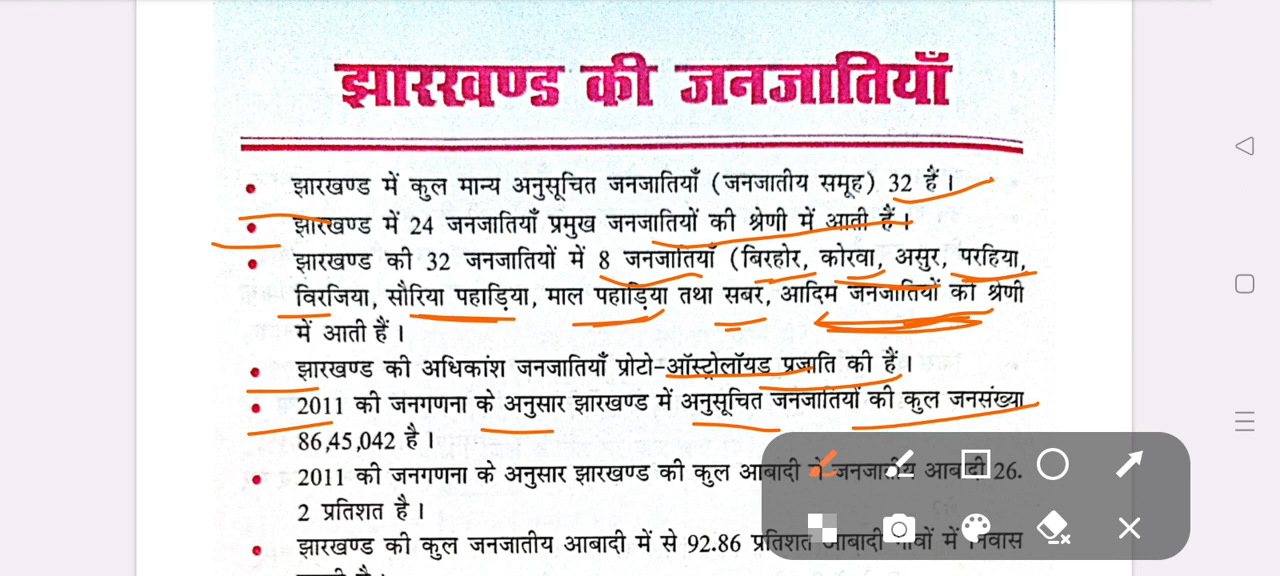 झारखण्ड की जनजातियाँ
• झारखण्ड में कुल मान्य अनुसूचित जनजातियाँ (जनजातीय समूह) 32 हैं।
• झारखण्ड में 24 जनजातियाँ प्रमुख जनजातियों की श्रेणी में आती हैं।
• झारखण्ड की 32 जनजातियों में 8 जनजातियाँ (बिरहोर, कोरवा, असुर, परहिया,
विरजिया, सौरिया पहाड़िया, माल पहाड़िया तथा सबर, आदिम जनजातियों की श्रेणी
में आती हैं।
• झारखण्ड की अधिकांश जनजातियाँ प्रोटो-ऑस्ट्रोलॉयड प्रजाति की हैं।
• 2011 की जनगणना के अनुसार झारखण्ड में अनुसूचित जनजातियों की कुल जनसंख्या
86,45,042 है।
• 2011 की जनगणना के अनुसार झारखण्ड की कुल आबादी में जनजातीय आबादी 26.
2 प्रतिशत है।
• झारखण्ड की कुल जनजातीय आबादी में से 92.86 प्रतिशत आबादी गाँवों में निवास